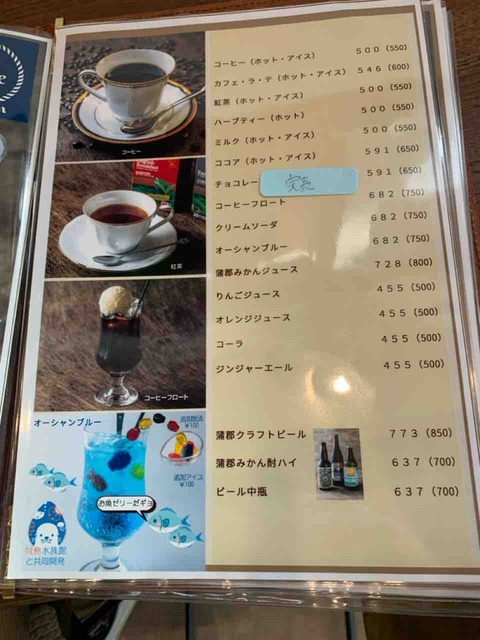 コーヒー（ホット・アイス） 500（550）
カフェ・ラ・テ（ホット・アイス） 546（600）
紅茶（ホット・アイス） 500（550）
ハーブティー（ホット） 500（550）
ミルク（ホット・アイス） 500（550）
ココア（ホット・アイス） 591（650）
チョコレー 完売 591（650）
コーヒーフロート 682（750）
クリームソーダ 682（750）
オーシャンブルー 682（750）
蒲郡みかんジュース 728（800）
りんごジュース 455（500）
オレンジジュース 455（500）
コーラ 455（500）
ジンジャーエール 455（500）
蒲郡クラフトビール 773（850）
蒲郡みかん酎ハイ 637（700）
ビール中瓶 637（700）
コーヒー
紅茶
コーヒーフロート
オーシャンブルー
¥100
追加アイス
¥100
お魚ゼリーだギョ
竹島水族館
と共同開発